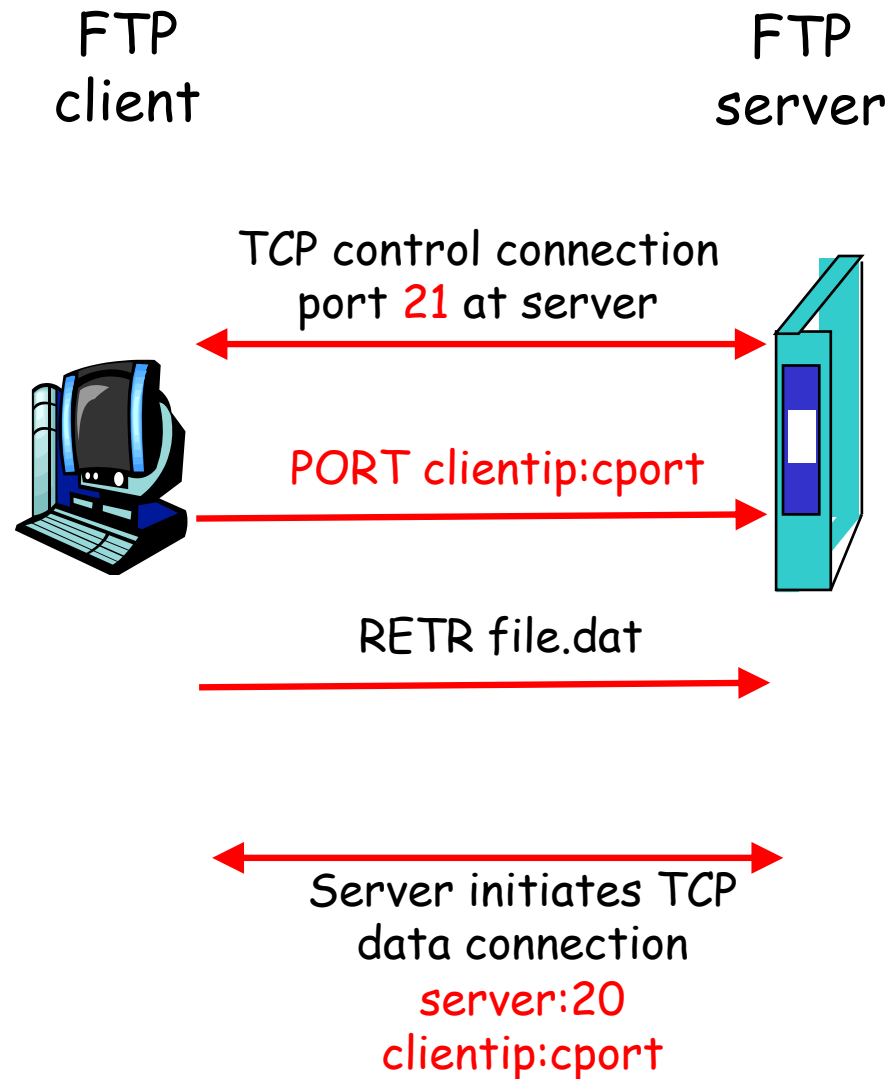 FTP
client
FTP
server
TCP control connection
port 21 at server
PORT clientip:cport
RETR file.dat
Server initiates TCP
data connection
server:20
clientip:cport